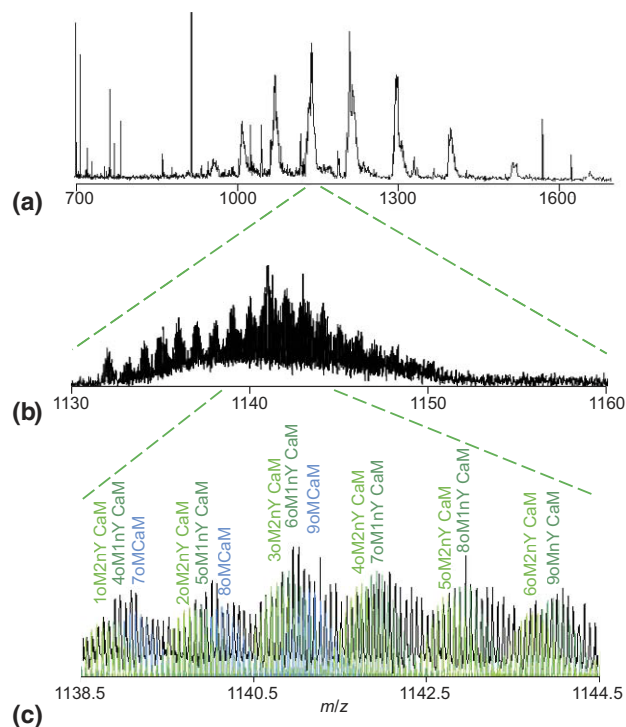 (a)
700 1000 1300 1600
(b)
1130 1140 1150 1160
1oM2nY CaM
4oM1nY CaM
7oMCaM
2oM2nY CaM
5oM1nY CaM
8oMCaM
3oM2nY CaM
6oM1nY CaM
9oMCaM
4oM2nY CaM
7oM1nY CaM
5oM2nY CaM
8oM1nY CaM
6oM2nY CaM
9oMnY CaM
(c)
1138.5 1140.5 1142.5 1144.5
m/z